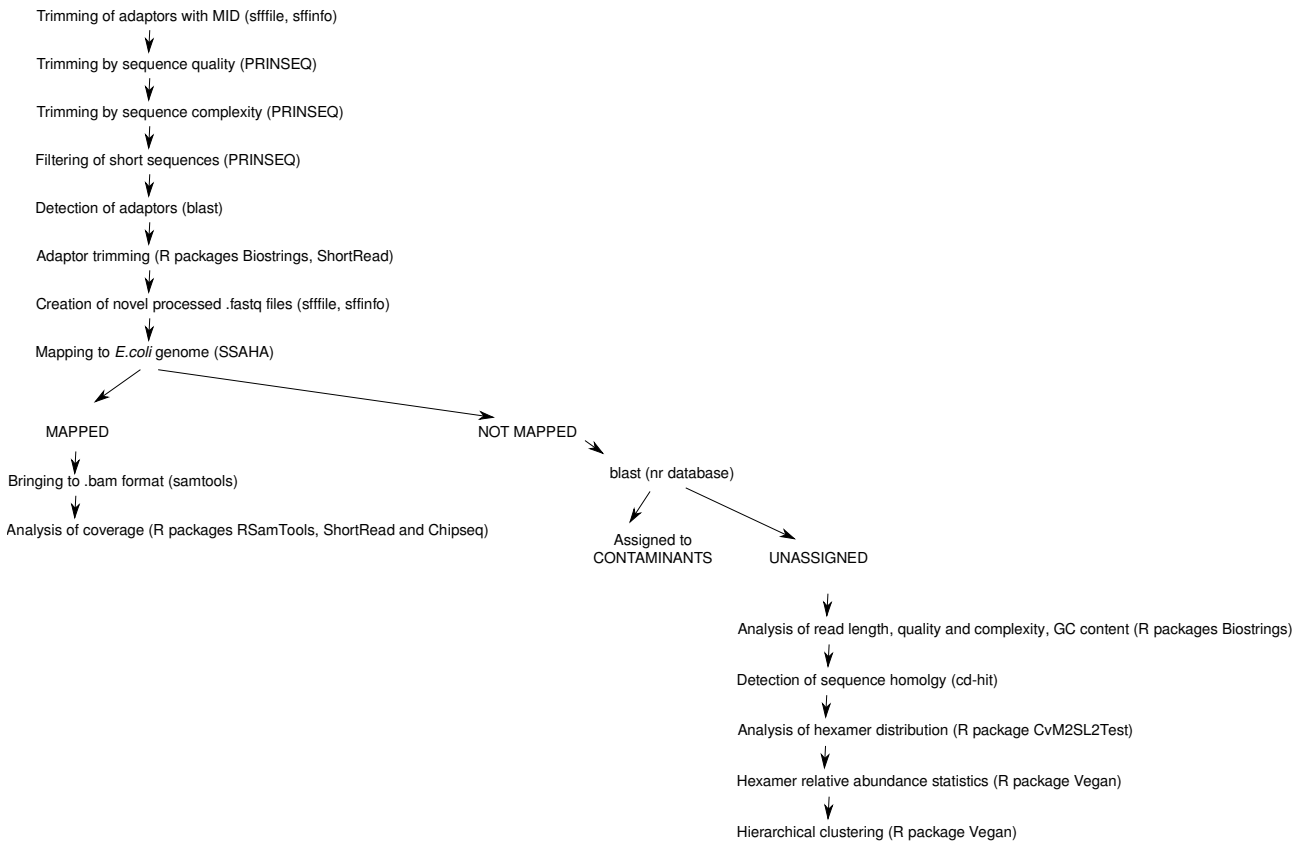 Trimming of adaptors with MID (sfffile, sffinfo)
Trimming by sequence quality (PRINSEQ)
Trimming by sequence complexity (PRINSEQ)
Filtering of short sequences (PRINSEQ)
Detection of adaptors (blast)
Adaptor trimming (R packages Biostrings, ShortRead)
Creation of novel processed .fastq files (sfffile, sffinfo)
Mapping to E.coli genome (SSAHA)
MAPPED
Bringing to .bam format (samtools)
Analysis of coverage (R packages RSamTools, ShortRead and Chipseq)
NOT MAPPED
blast (nr database)
Assigned to
CONTAMINANTS
UNASSIGNED
Analysis of read length, quality and complexity, GC content (R packages Biostrings)
Detection of sequence homolgy (cd-hit)
Analysis of hexamer distribution (R package CvM2SL2Test)
Hexamer relative abundance statistics (R package Vegan)
Hierarchical clustering (R package Vegan)